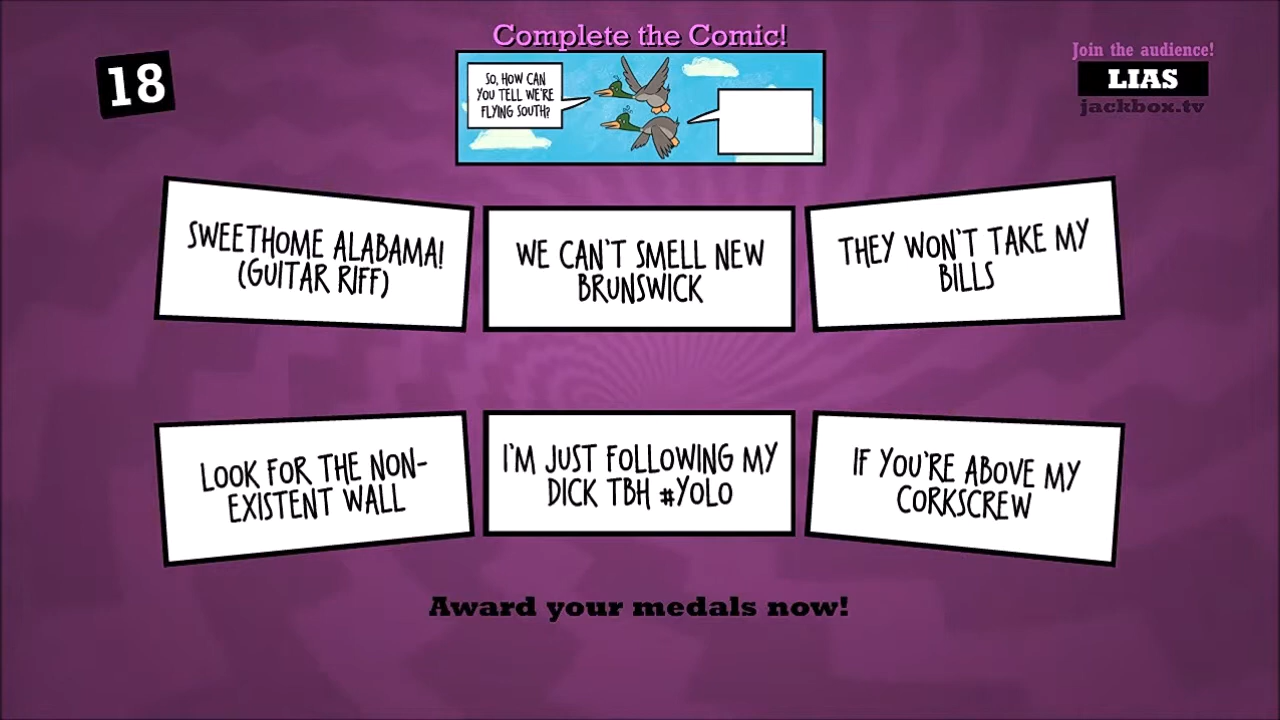 Complete the Comic!
18
SO, HOW CAN
YOU TELL WE'RE
FLYING SOUTH?
Join the audience!
LIAS
jackbox.tv
SWEETHOME ALABAMA!
(GUITAR RIFF)
WE CAN'T SMELL NEW
BRUNSWICK
THEY WON'T TAKE MY
BILLS
LOOK FOR THE NON-
EXISTENT WALL
I'M JUST FOLLOWING MY
DICK TBH #YOLO
IF YOU'RE ABOVE MY
CORKSCREW
Award your medals now!